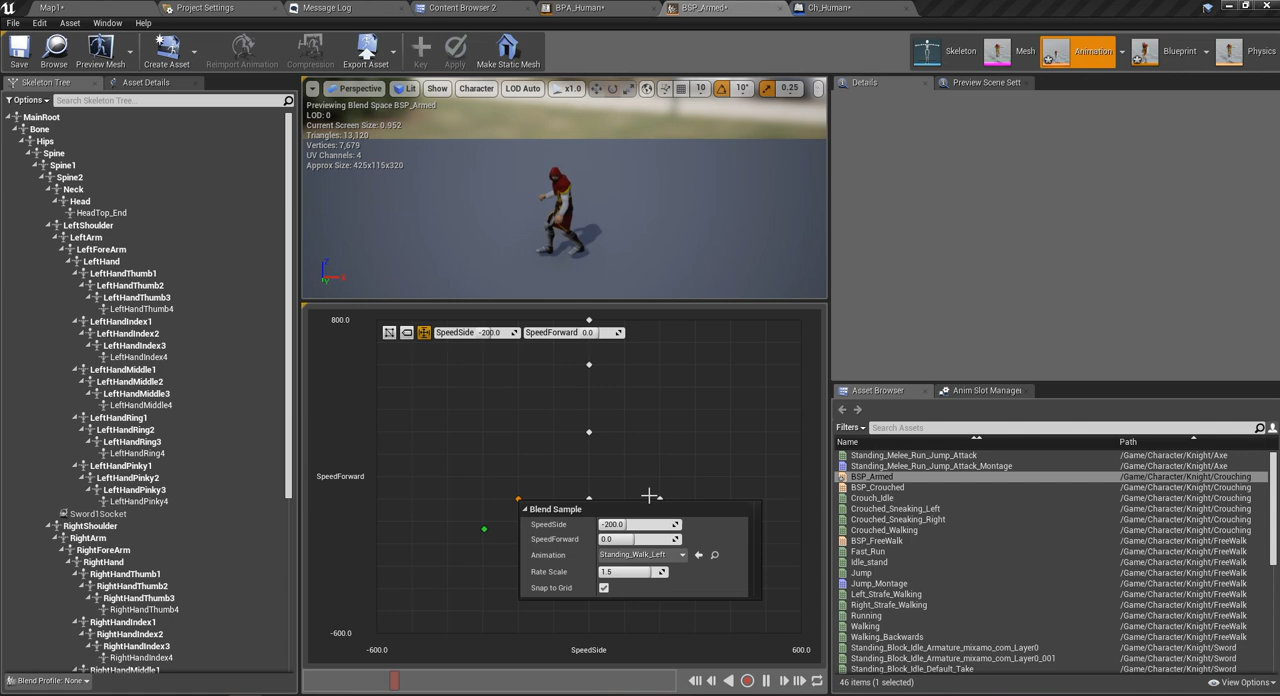 Map1*
Project Settings
Message Log
Content Browser 2
BPA_Human*
BSP_Armed*
Ch_Human*
File Edit Asset Window Help
Save
Browse
Preview Mesh
Create Asset
Reimport Animation
Compression
Export Asset
Key
Apply
Make Static Mesh
Skeleton
Mesh
Animation
Blueprint
Physics
Skeleton Tree
Asset Details
Options
Search Skeleton Tree...
MainRoot
Bone
Hips
Spine
Spine1
Spine2
Neck
Head
HeadTop_End
LeftShoulder
LeftArm
LeftForeArm
LeftHand
LeftHandThumb1
LeftHandThumb2
LeftHandThumb3
LeftHandThumb4
LeftHandIndex1
LeftHandIndex2
LeftHandIndex3
LeftHandIndex4
LeftHandMiddle1
LeftHandMiddle2
LeftHandMiddle3
LeftHandMiddle4
LeftHandRing1
LeftHandRing2
LeftHandRing3
LeftHandRing4
LeftHandPinky1
LeftHandPinky2
LeftHandPinky3
LeftHandPinky4
Sword1Socket
RightShoulder
RightArm
RightForeArm
RightHand
RightHandThumb1
RightHandThumb2
RightHandThumb3
RightHandThumb4
RightHandIndex1
RightHandIndex2
RightHandIndex3
RightHandIndex4
RightHandMiddle1
Blend Profile: None
Perspective
Lit
Show
Character
LOD Auto
x1.0
10
10°
0.25
Previewing Blend Space BSP_Armed
LOD: 0
Current Screen Size: 0.952
Triangles: 13,120
Vertices: 7,679
UV Channels: 4
Approx Size: 425x115x320
800.0
SpeedSide -200.0
SpeedForward 0.0
SpeedForward
Blend Sample
SpeedSide -200.0
SpeedForward 0.0
Animation Standing_Walk_Left
Rate Scale 1.5
Snap to Grid
-600.0
-600.0
SpeedSide
600.0
Details
Preview Scene Sett
Asset Browser
Anim Slot Manager
Filters
Search Assets
Name Path
Standing_Melee_Run_Jump_Attack /Game/Character/Knight/Axe
Standing_Melee_Run_Jump_Attack_Montage /Game/Character/Knight/Axe
BSP_Armed /Game/Character/Knight/Crouching
BSP_Crouched /Game/Character/Knight/Crouching
Crouch_Idle /Game/Character/Knight/Crouching
Crouched_Sneaking_Left /Game/Character/Knight/Crouching
Crouched_Sneaking_Right /Game/Character/Knight/Crouching
Crouched_Walking /Game/Character/Knight/Crouching
BSP_FreeWalk /Game/Character/Knight/FreeWalk
Fast_Run /Game/Character/Knight/FreeWalk
Idle_stand /Game/Character/Knight/FreeWalk
Jump /Game/Character/Knight/FreeWalk
Jump_Montage /Game/Character/Knight/FreeWalk
Left_Strafe_Walking /Game/Character/Knight/FreeWalk
Right_Strafe_Walking /Game/Character/Knight/FreeWalk
Running /Game/Character/Knight/FreeWalk
Walking /Game/Character/Knight/FreeWalk
Walking_Backwards /Game/Character/Knight/FreeWalk
Standing_Block_Idle_Armature_mixamo_com_Layer0 /Game/Character/Knight/Sword
Standing_Block_Idle_Armature_mixamo_com_Layer0_001 /Game/Character/Knight/Sword
Standing_Block_Idle_Default_Take /Game/Character/Knight/Sword
46 items (1 selected)
View Options